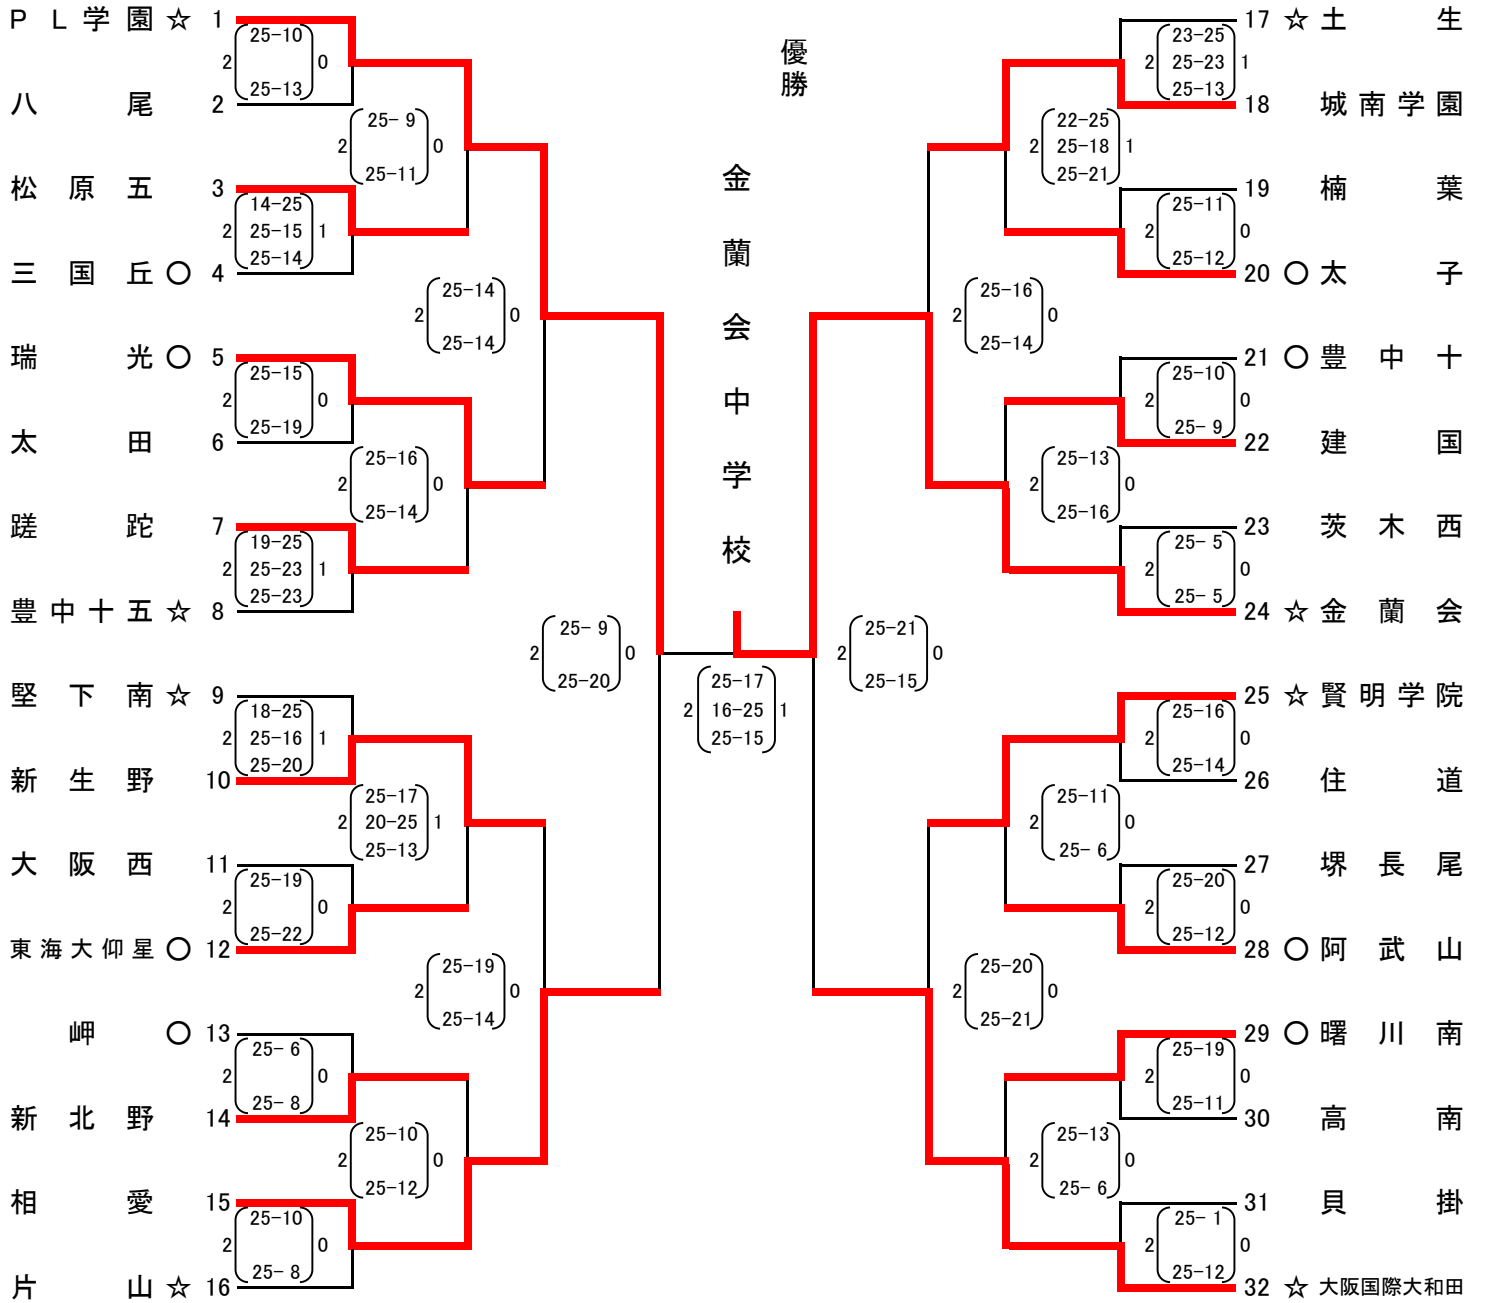 ＰＬ学園 ☆ 1
25-10
2 0
25-13
八尾 2
25- 9
2 0
25-11
松原五 3
14-25
2 25-15 1
25-14
三国丘 ○ 4
25-14
2 0
25-14
瑞光 ○ 5
25-15
2 0
25-19
太田 6
25-16
2 0
25-14
蹉跎 7
19-25
2 25-23 1
25-23
豊中十五 ☆ 8
25- 9
2 0
25-20
堅下南 ☆ 9
18-25
2 25-16 1
25-20
新生野 10
25-17
2 20-25 1
25-13
大阪西 11
25-19
2 0
25-22
東海大仰星 ○ 12
25-19
2 0
25-14
岬 ○ 13
25- 6
2 0
25- 8
新北野 14
25-10
2 0
25-12
相愛 15
25-10
2 0
25- 8
片山 ☆ 16
優勝
金蘭会中学校
25-17
2 16-25 1
25-15
17 ☆ 土生
23-25
2 25-23 1
25-13
18 城南学園
22-25
2 25-18 1
25-21
19 楠葉
25-11
2 0
25-12
20 ○ 太子
25-16
2 0
25-14
21 ○ 豊中十
25-10
2 0
25- 9
22 建国
25-13
2 0
25-16
23 茨木西
25- 5
2 0
25- 5
24 ☆ 金蘭会
25-21
2 0
25-15
25 ☆ 賢明学院
25-16
2 0
25-14
26 住道
25-11
2 0
25- 6
27 堺長尾
25-20
2 0
25-12
28 ○ 阿武山
25-20
2 0
25-21
29 ○ 曙川南
25-19
2 0
25-11
30 高南
25-13
2 0
25- 6
31 貝掛
25- 1
2 0
25-12
32 ☆ 大阪国際大和田